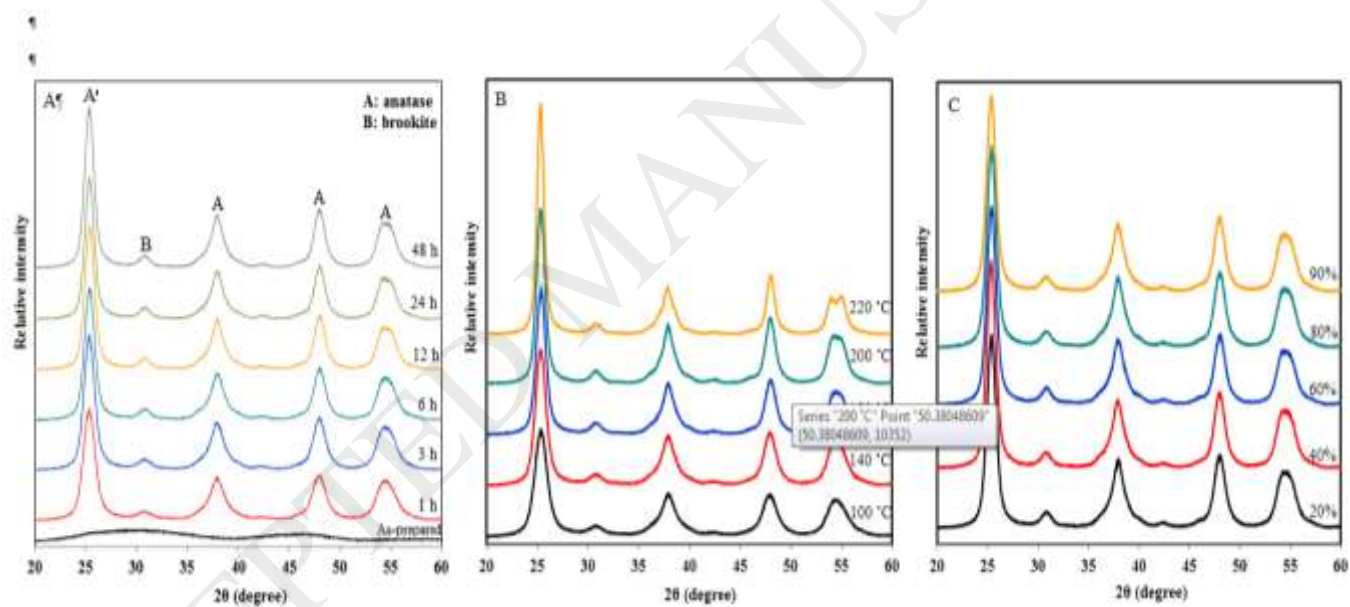 ¶
¶
A¶
A'
A: anatase
B: brookite
B
A
A
A
48 h
24 h
12 h
6 h
3 h
1 h
As-prepared
Relative intensity
20 25 30 35 40 45 50 55 60
2θ (degree)
B
220 °C
200 °C
140 °C
100 °C
Series "200 °C" Point "50.38048609"
(50.38048609, 10352)
Relative intensity
20 25 30 35 40 45 50 55 60
2θ (degree)
C
90%
80%
60%
40%
20%
Relative intensity
20 25 30 35 40 45 50 55 60
2θ (degree)